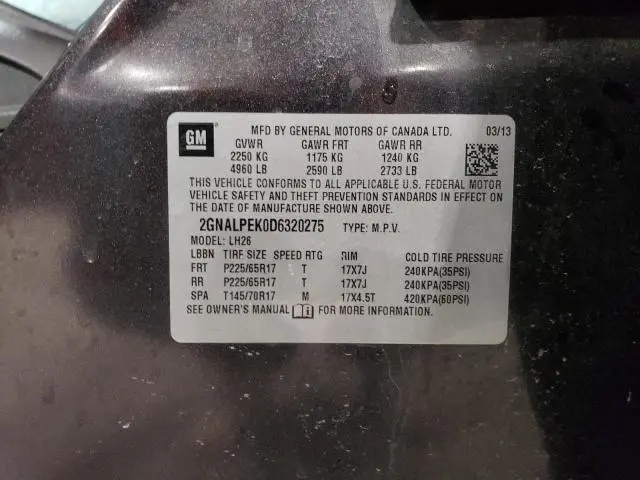 GM
MFD BY GENERAL MOTORS OF CANADA LTD. 03/13
GVWR GAWR FRT GAWR RR
2250 KG 1175 KG 1240 KG
4960 LB 2590 LB 2733 LB
THIS VEHICLE CONFORMS TO ALL APPLICABLE U.S. FEDERAL MOTOR
VEHICLE SAFETY AND THEFT PREVENTION STANDARDS IN EFFECT ON
THE DATE OF MANUFACTURE SHOWN ABOVE.
2GNALPEK0D6320275 TYPE: M.P.V.
MODEL: LH26
LBBN TIRE SIZE SPEED RTG RIM COLD TIRE PRESSURE
FRT P225/65R17 T 17X7J 240KPA(35PSI)
RR P225/65R17 T 17X7J 240KPA(35PSI)
SPA T145/70R17 M 17X4.5T 420KPA(60PSI)
SEE OWNER'S MANUAL FOR MORE INFORMATION.